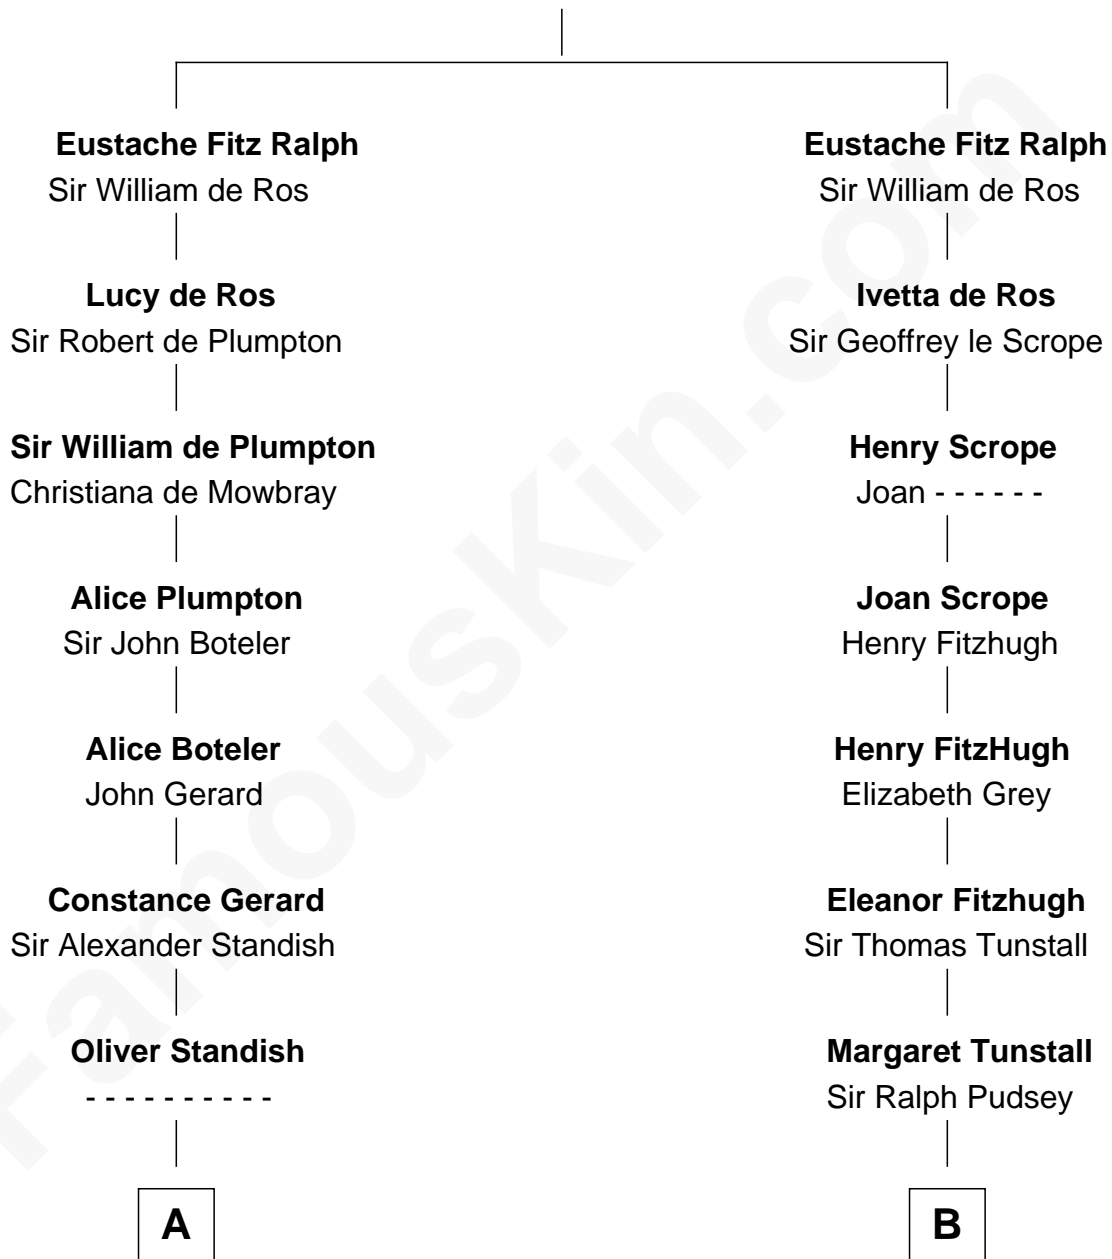 Eustache Fitz Ralph
Sir William de Ros
Lucy de Ros
Sir Robert de Plumpton
Sir William de Plumpton
Christiana de Mowbray
Alice Plumpton
Sir John Boteler
Alice Boteler
John Gerard
Constance Gerard
Sir Alexander Standish
Oliver Standish
- - - - - - - - - -
A
Eustache Fitz Ralph
Sir William de Ros
Ivetta de Ros
Sir Geoffrey le Scrope
Henry Scrope
Joan - - - - - -
Joan Scrope
Henry Fitzhugh
Henry FitzHugh
Elizabeth Grey
Eleanor Fitzhugh
Sir Thomas Tunstall
Margaret Tunstall
Sir Ralph Pudsey
B
FamousKin.com